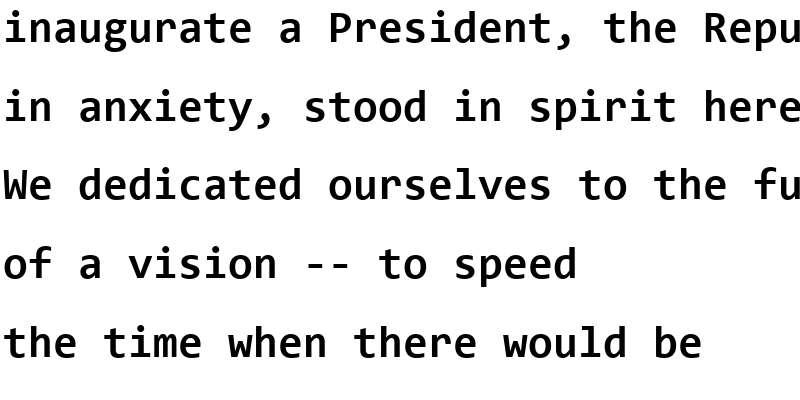 inaugurate a President, the Repu
in anxiety, stood in spirit here
We dedicated ourselves to the fu
of a vision -- to speed
the time when there would be